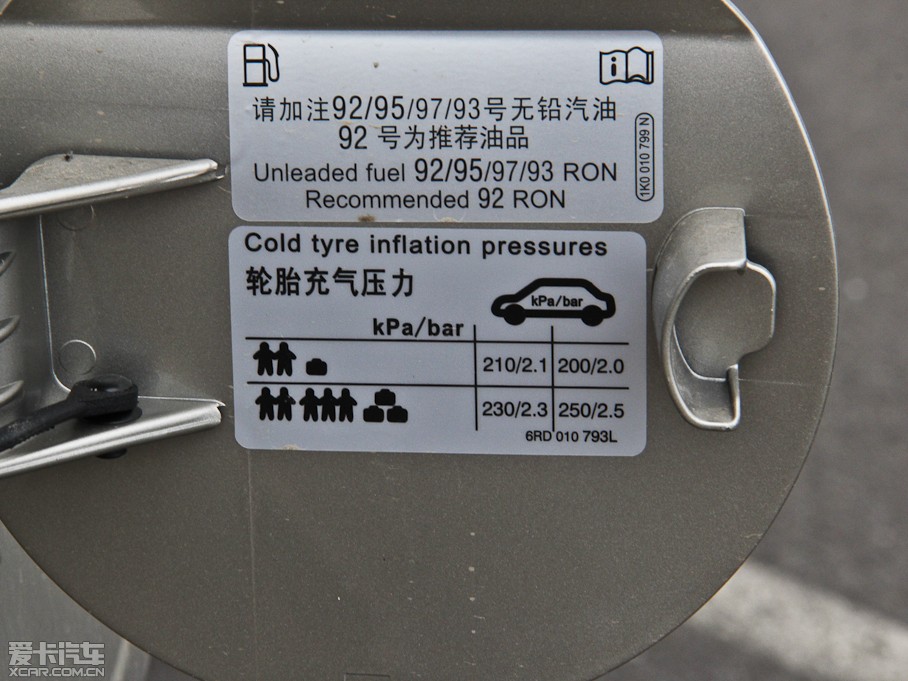 请加注92/95/97/93号无铅汽油
92 号为推荐油品
Unleaded fuel 92/95/97/93 RON
Recommended 92 RON
1K0 010 799 N
Cold tyre inflation pressures
轮胎充气压力
kPa/bar
kPa/bar
210/2.1 200/2.0
230/2.3 250/2.5
6RD 010 793L
爱卡汽车
XCAR.COM.CN